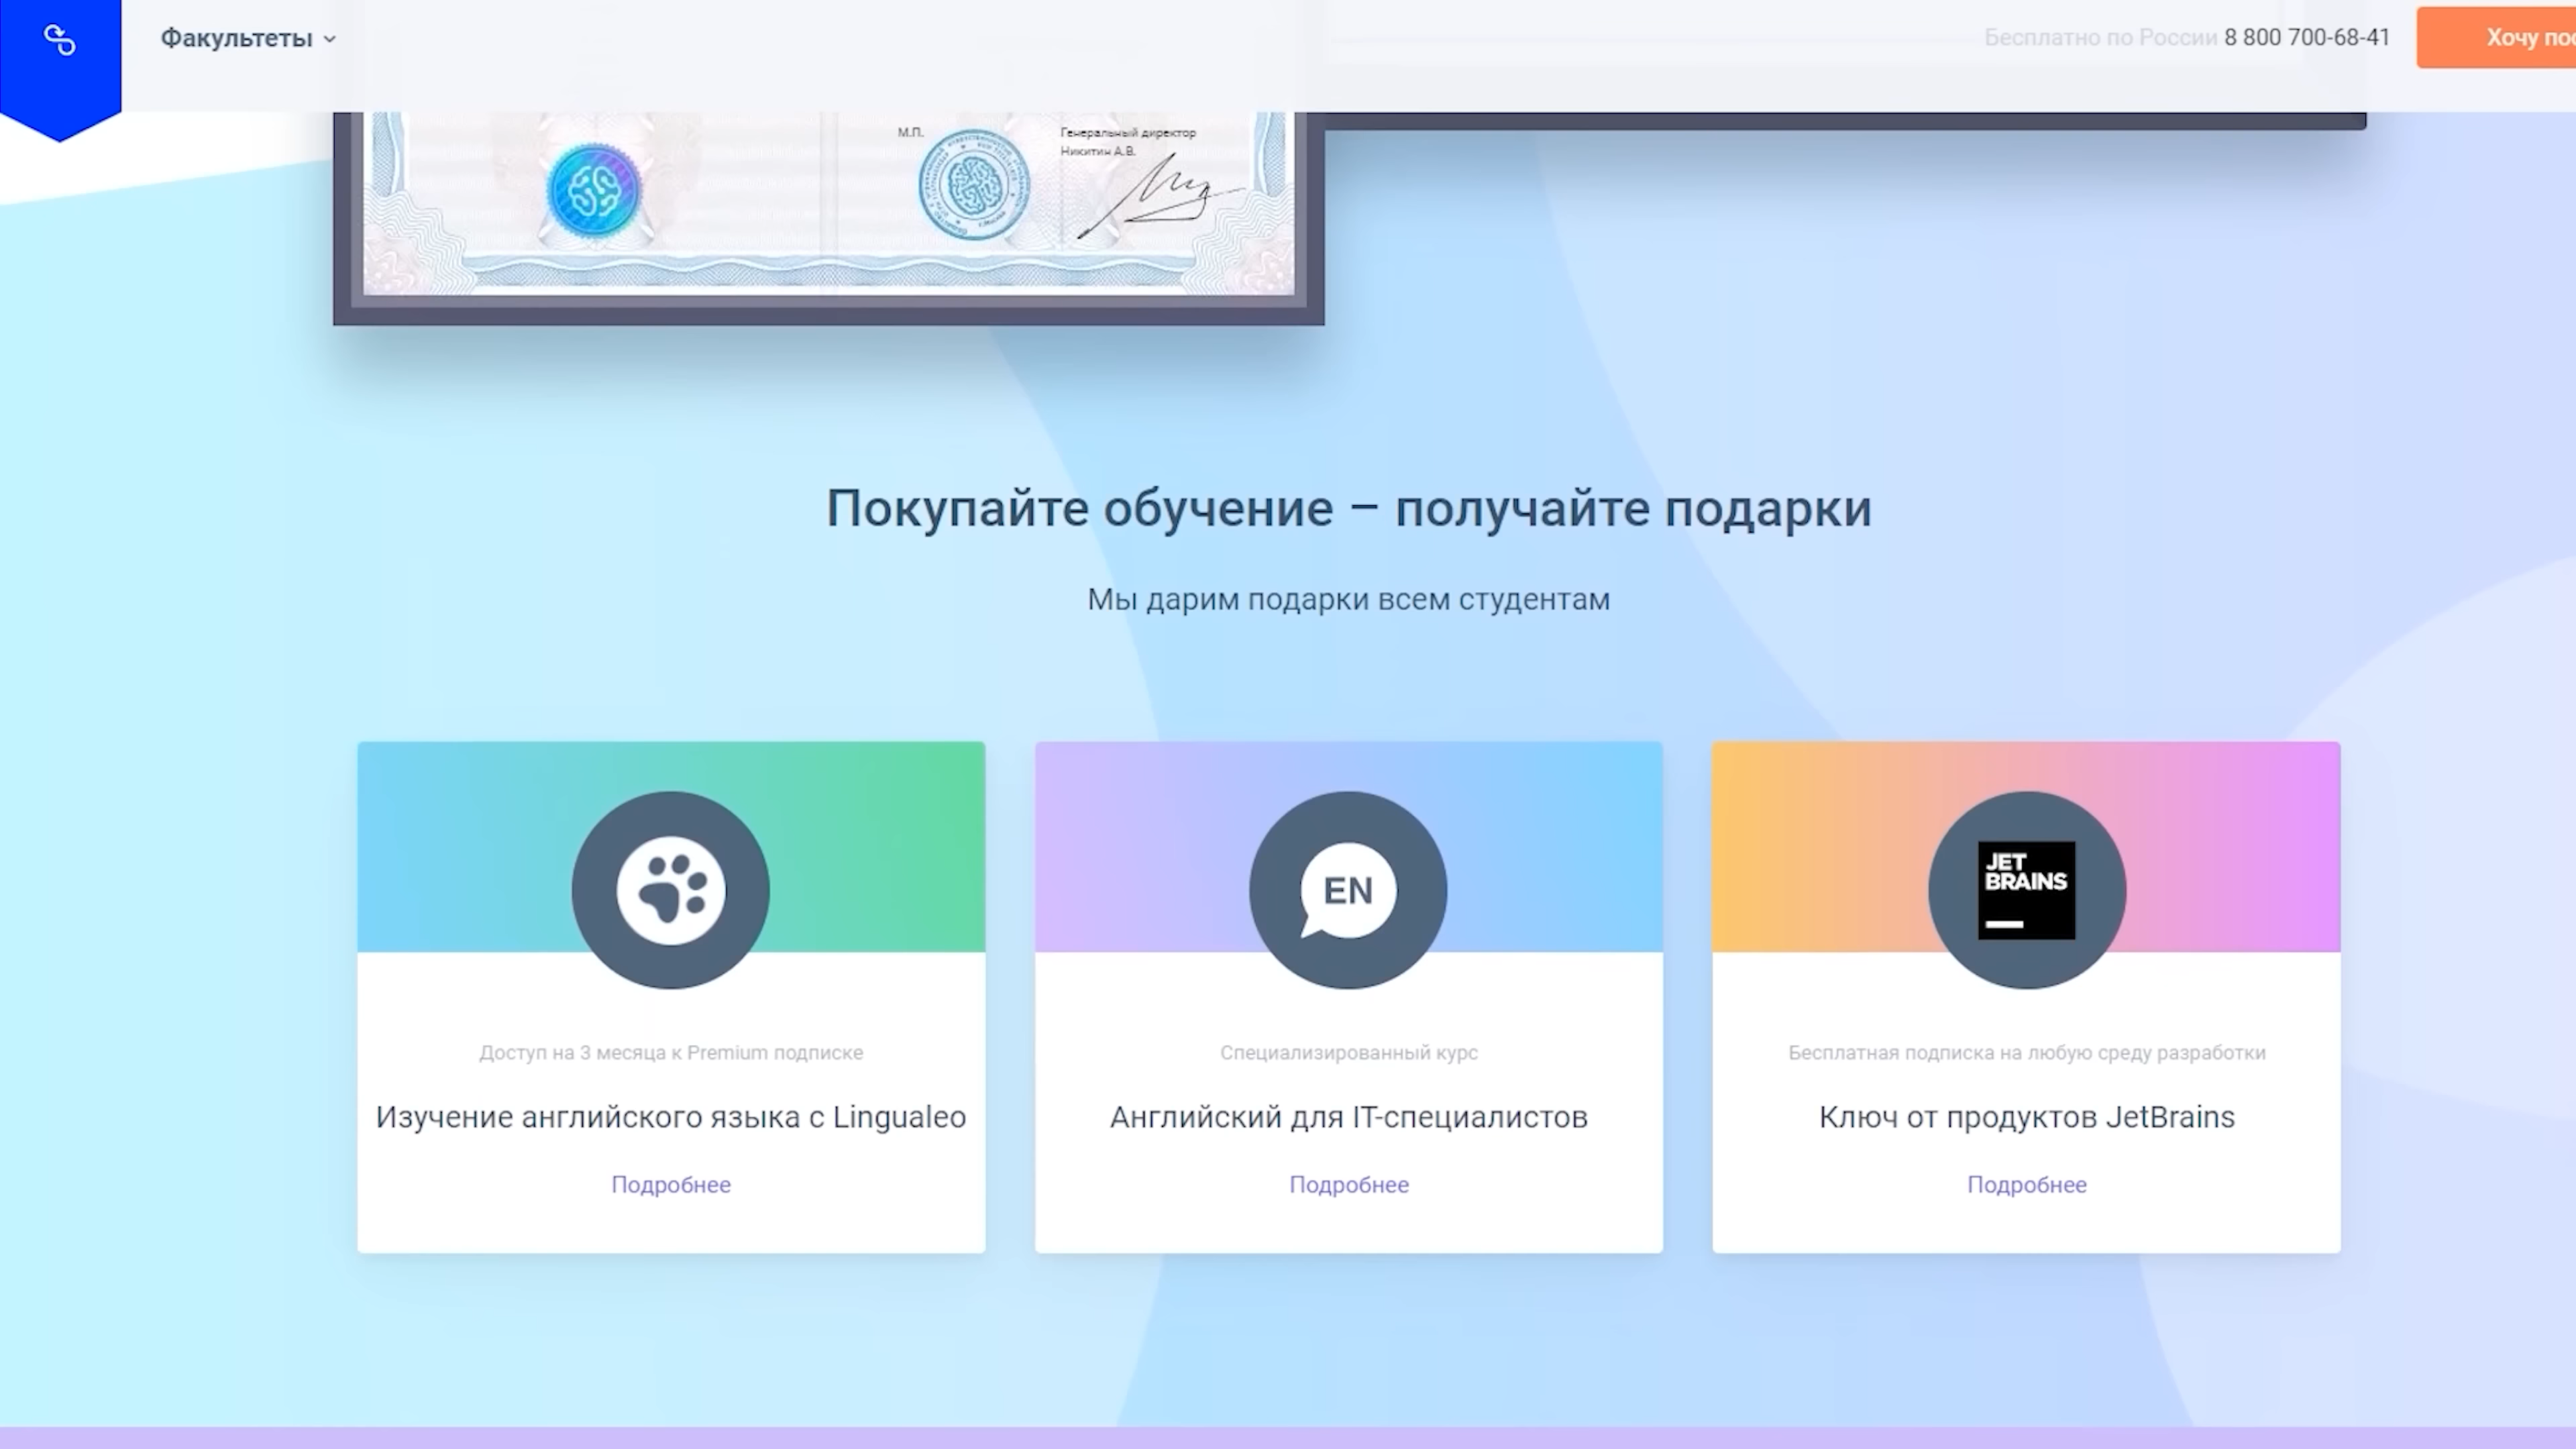 Факультеты
Бесплатно по России 8 800 700-68-41
Хочу
М.П.
Генеральный директор
Никитин А.В.
Покупайте обучение – получайте подарки
Мы дарим подарки всем студентам
EN
JET
BRAINS
Доступ на 3 месяца к Premium подписке
Специализированный курс
Бесплатная подписка на любую среду разработки
Изучение английского языка с Lingualeo
Английский для IT-специалистов
Ключ от продуктов JetBrains
Подробнее
Подробнее
Подробнее